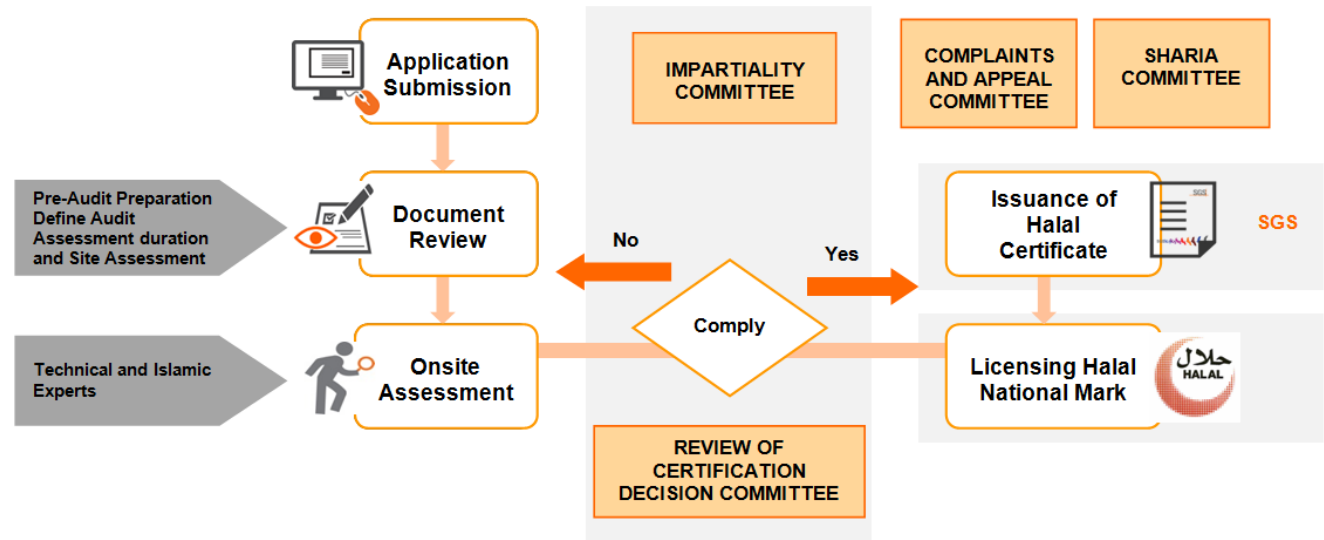 Application
Submission
IMPARTIALITY
COMMITTEE
COMPLAINTS
AND APPEAL
COMMITTEE
SHARIA
COMMITTEE
Pre-Audit Preparation
Define Audit
Assessment duration
and Site Assessment
Document
Review
No
Yes
Issuance of
Halal
Certificate
SGS
SGS
Comply
Technical and Islamic
Experts
Onsite
Assessment
Licensing Halal
National Mark
حلال
HALAL
REVIEW OF
CERTIFICATION
DECISION COMMITTEE